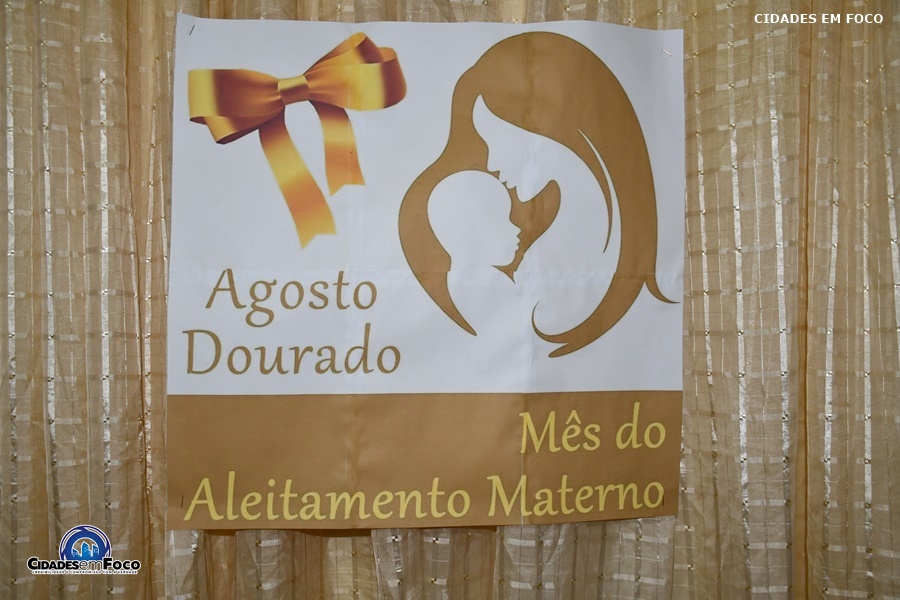 CIDADES EM FOCO
Agosto
Dourado
Mês do
Aleitamento Materno
CIDADES em FOCO